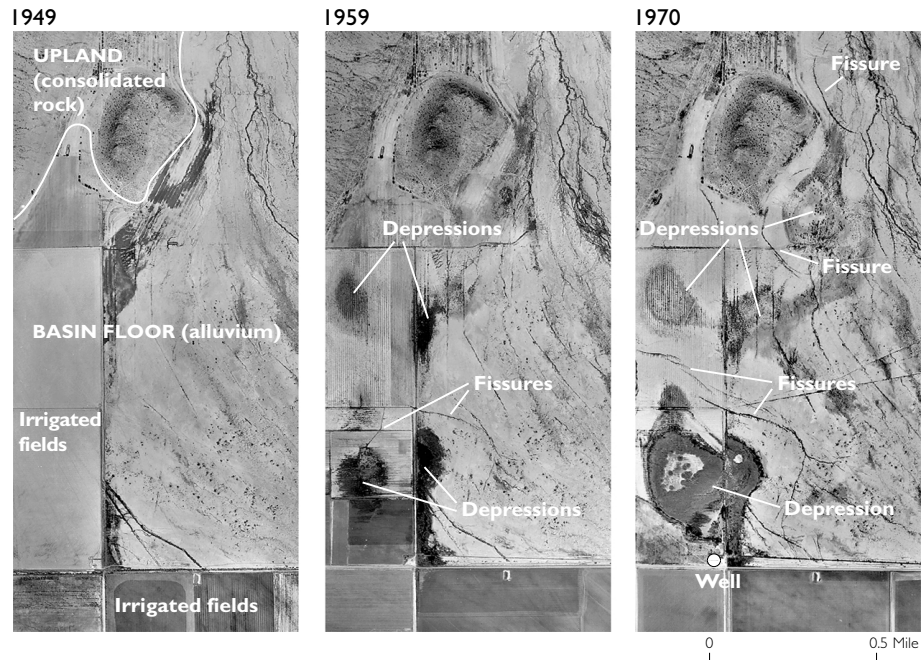 1949
1959
1970
UPLAND
(consolidated
rock)
BASIN FLOOR (alluvium)
Irrigated
fields
Irrigated fields
Depressions
Fissures
Depressions
Fissure
Depressions
Fissure
Fissures
Depression
Well
0
0.5 Mile